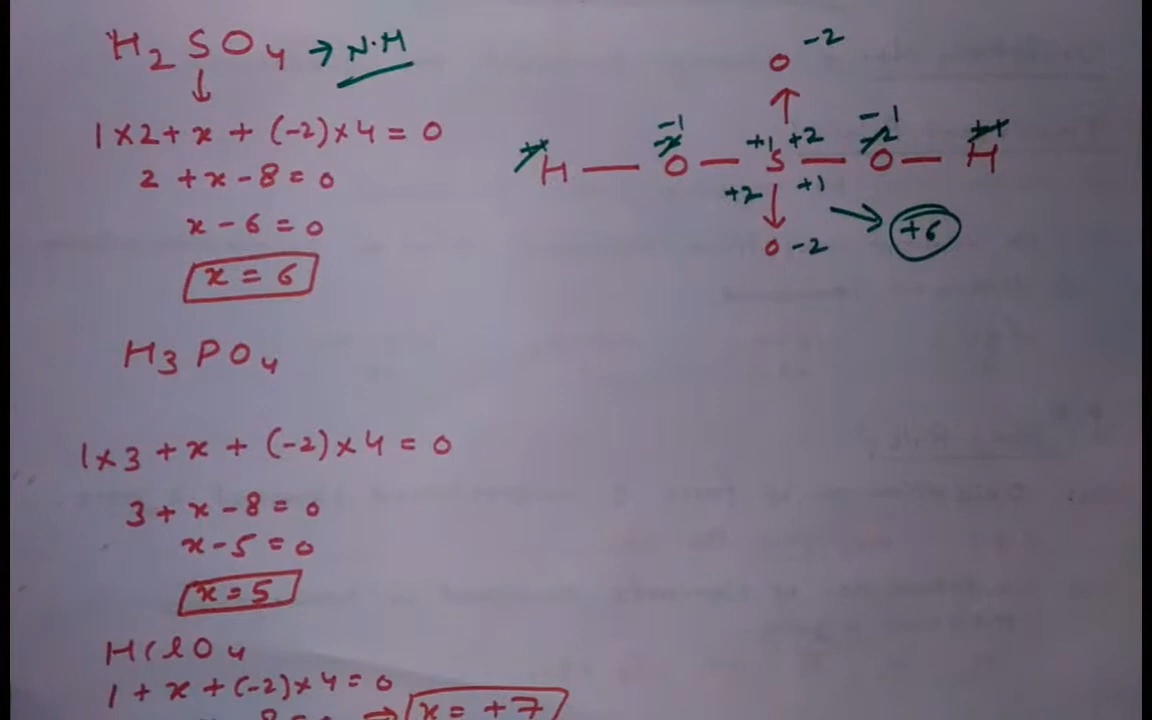 H2SO4 → N.M
↓
1×2+x+(-2)×4=0
2+x-8=0
x-6=0
x=6
O -2
↑
+H — O -1 — S +1 +2 — O -1 — H +
+2 ↓ +1 → +6
O -2
H3PO4
1×3+x+(-2)×4=0
3+x-8=0
x-5=0
x=5
HClO4
1+x+(-2)×4=0
⇒ x=+7